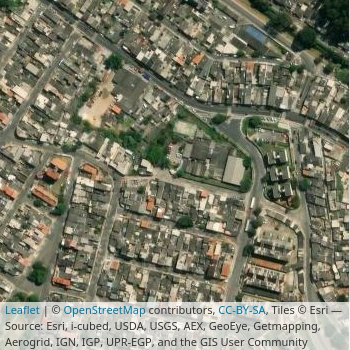 Leaflet | © OpenStreetMap contributors, CC-BY-SA, Tiles © Esri —
Source: Esri, i-cubed, USDA, USGS, AEX, GeoEye, Getmapping,
Aerogrid, IGN, IGP, UPR-EGP, and the GIS User Community